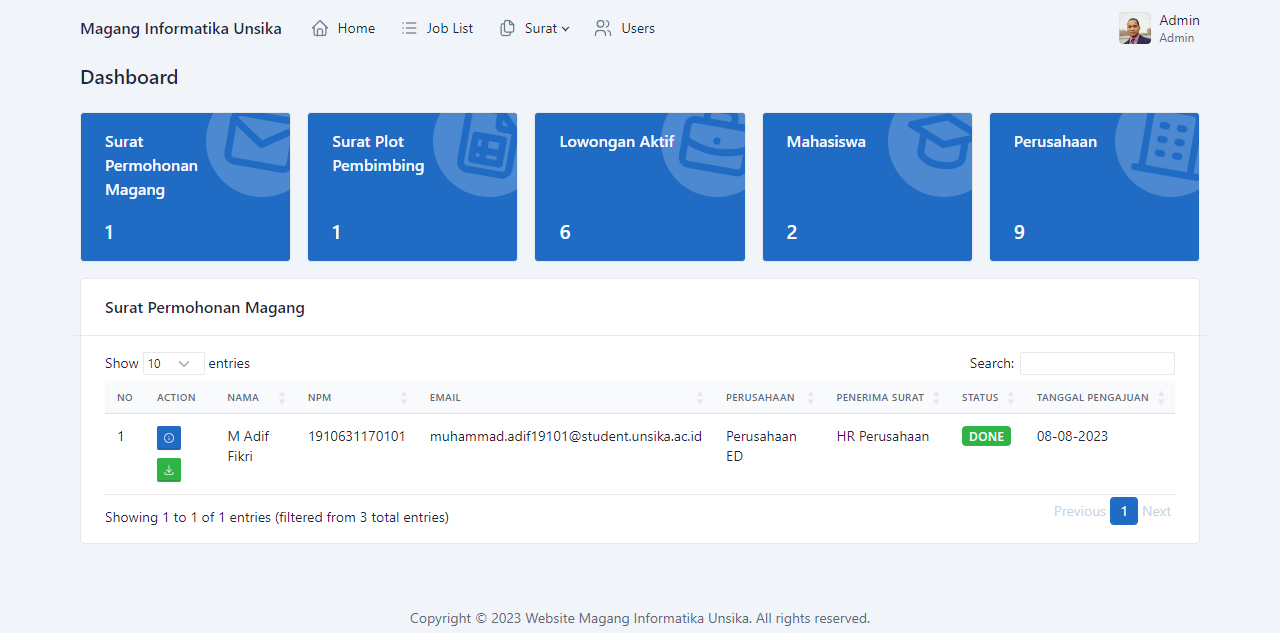 Magang Informatika Unsika Home Job List Surat Users Admin
Admin
Dashboard
Surat Permohonan Magang
1
Surat Plot Pembimbing
1
Lowongan Aktif
6
Mahasiswa
2
Perusahaan
9
Surat Permohonan Magang
Show 10 entries Search:
NO ACTION NAMA NPM EMAIL PERUSAHAAN PENERIMA SURAT STATUS TANGGAL PENGAJUAN
1 M Adif Fikri 1910631170101 muhammad.adif19101@student.unsika.ac.id Perusahaan ED HR Perusahaan DONE 08-08-2023
Showing 1 to 1 of 1 entries (filtered from 3 total entries) Previous 1 Next
Copyright © 2023 Website Magang Informatika Unsika. All rights reserved.